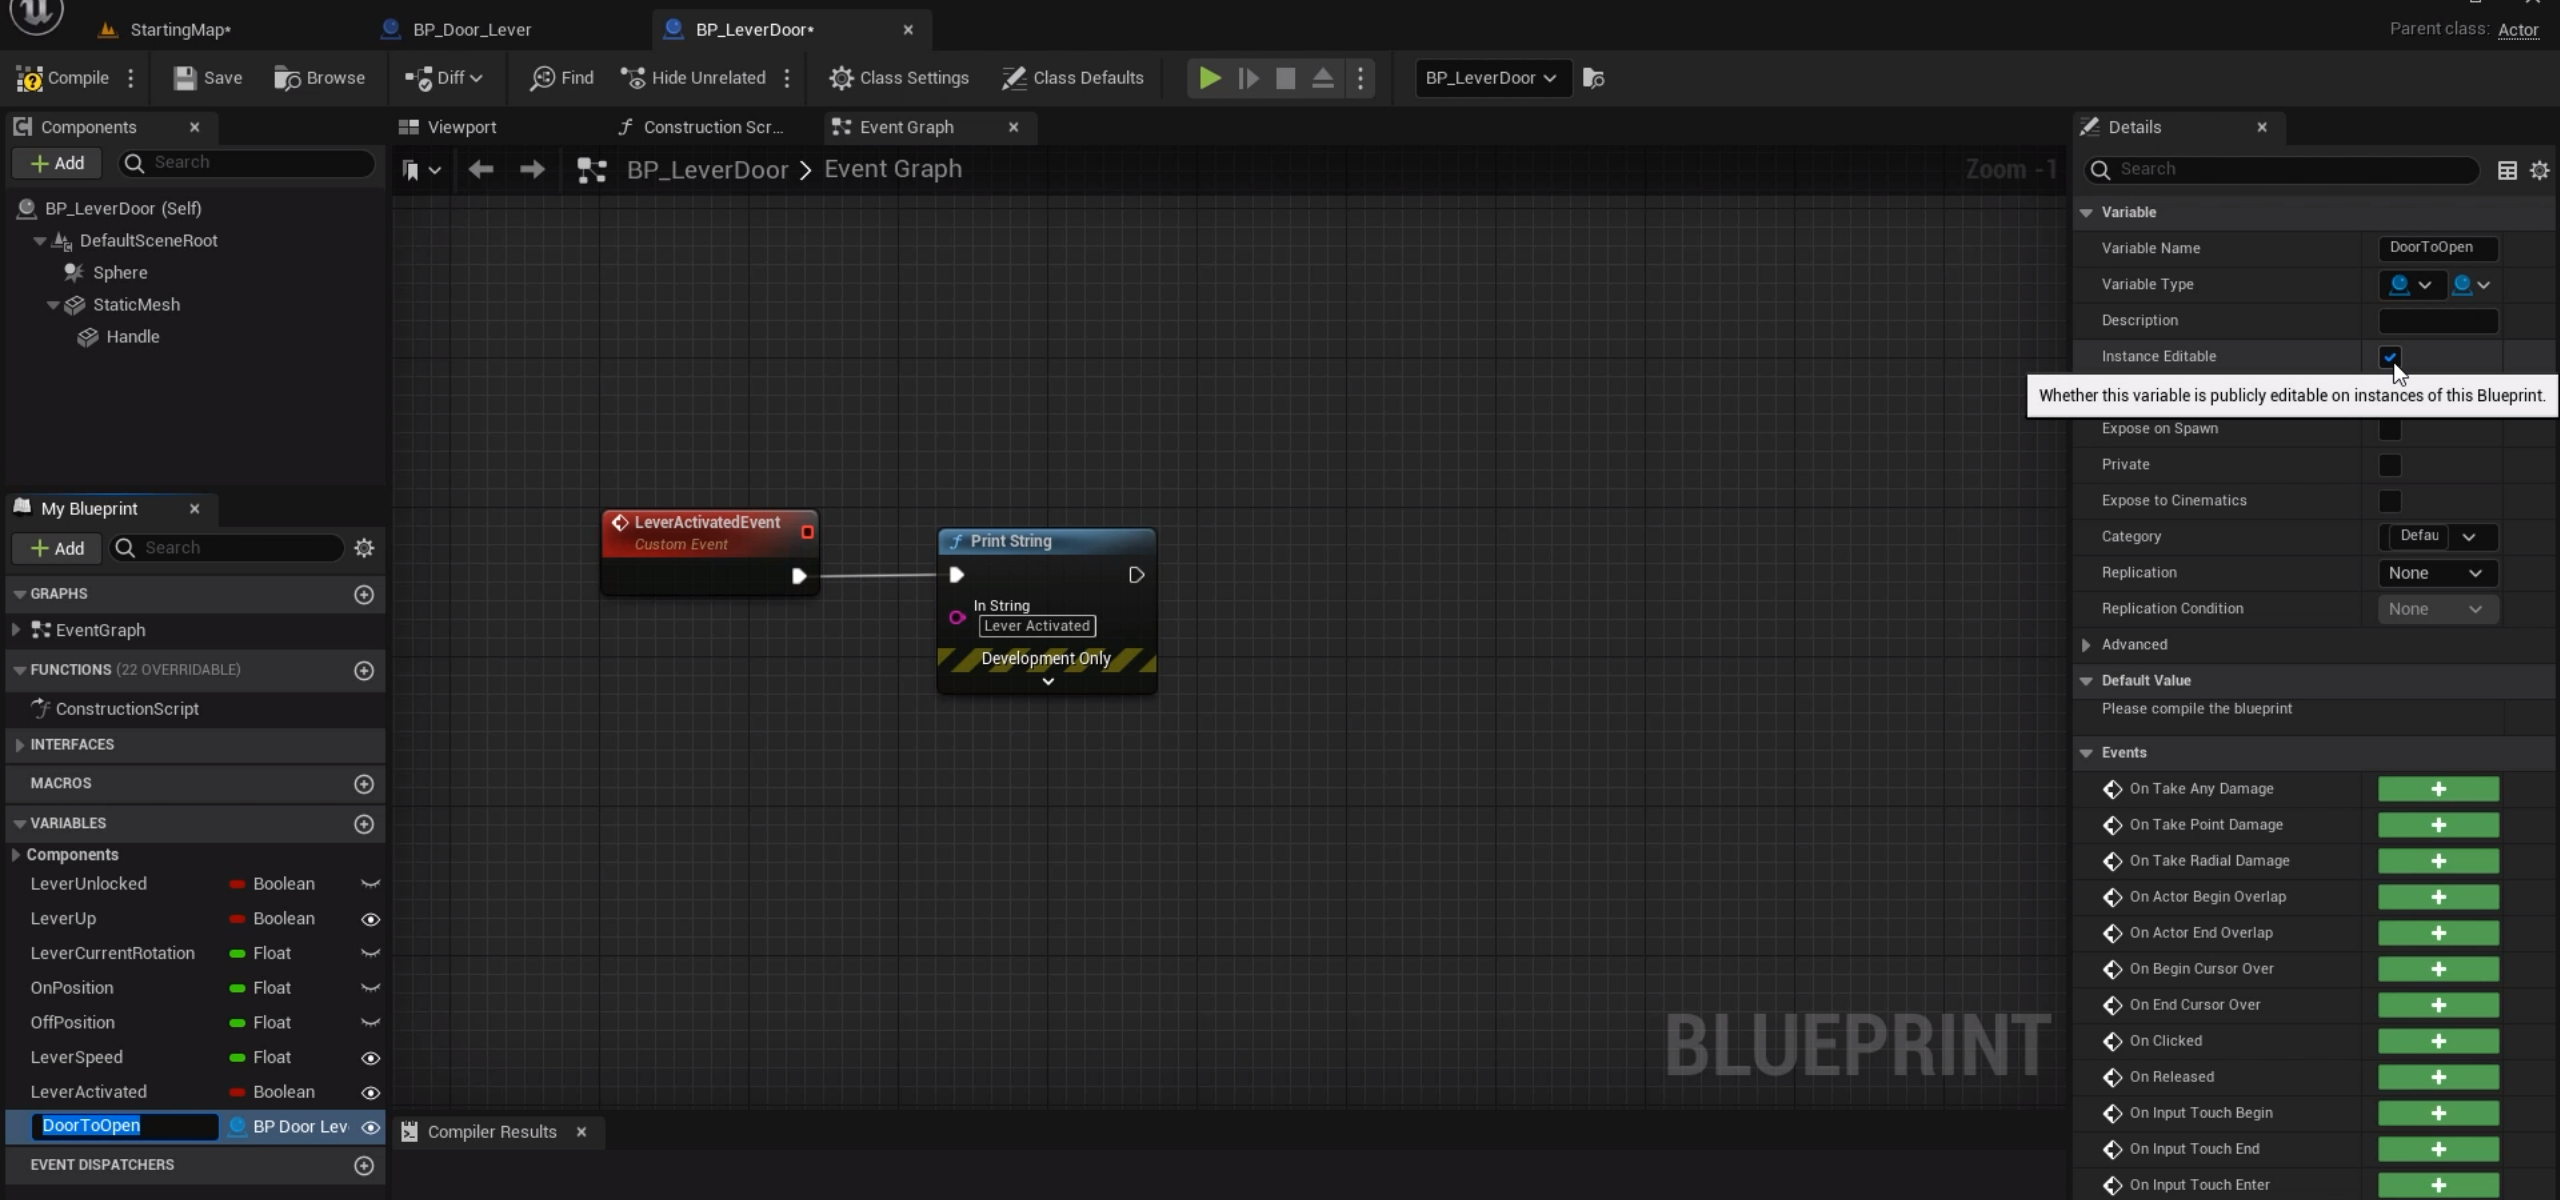 StartingMap*
BP_Door_Lever
BP_LeverDoor*
Parent class: Actor
Compile
Save
Browse
Diff
Find
Hide Unrelated
Class Settings
Class Defaults
BP_LeverDoor
Components
Add
Search
BP_LeverDoor (Self)
DefaultSceneRoot
Sphere
StaticMesh
Handle
My Blueprint
Add
Search
GRAPHS
EventGraph
FUNCTIONS (22 OVERRIDABLE)
ConstructionScript
INTERFACES
MACROS
VARIABLES
Components
LeverUnlocked Boolean
LeverUp Boolean
LeverCurrentRotation Float
OnPosition Float
OffPosition Float
LeverSpeed Float
LeverActivated Boolean
DoorToOpen BP Door Lev
EVENT DISPATCHERS
Viewport
Construction Scr...
Event Graph
BP_LeverDoor > Event Graph
Zoom -1
LeverActivatedEvent
Custom Event
Print String
In String
Lever Activated
Development Only
BLUEPRINT
Compiler Results
Details
Search
Variable
Variable Name DoorToOpen
Variable Type
Description
Instance Editable
Whether this variable is publicly editable on instances of this Blueprint.
Expose on Spawn
Private
Expose to Cinematics
Category Defau
Replication None
Replication Condition None
Advanced
Default Value
Please compile the blueprint
Events
On Take Any Damage
On Take Point Damage
On Take Radial Damage
On Actor Begin Overlap
On Actor End Overlap
On Begin Cursor Over
On End Cursor Over
On Clicked
On Released
On Input Touch Begin
On Input Touch End
On Input Touch Enter